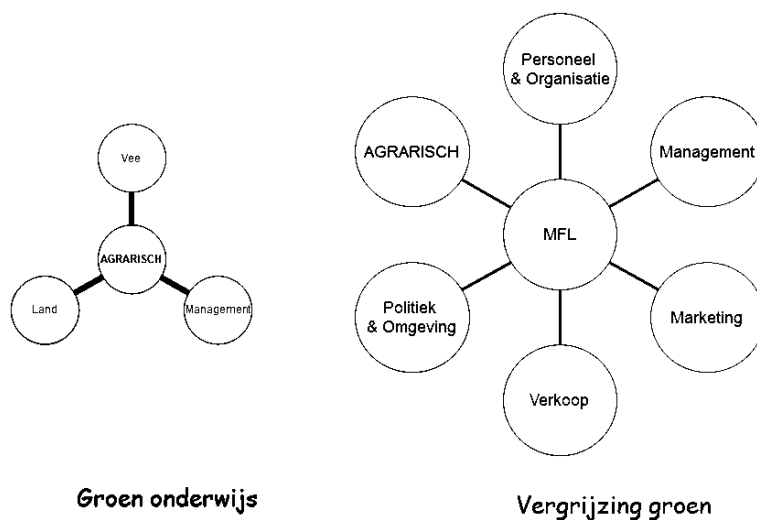 Vee
AGRARISCH
Land
Management
Groen onderwijs
Personeel
& Organisatie
AGRARISCH
Management
MFL
Politiek
& Omgeving
Marketing
Verkoop
Vergrijzing groen